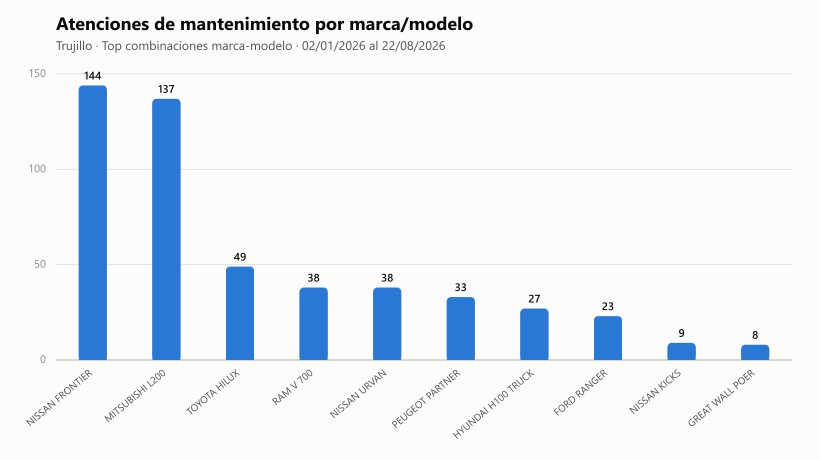 Atenciones de mantenimiento por marca/modelo
Trujillo · Top combinaciones marca-modelo · 02/01/2026 al 22/08/2026
150
100
50
0
144
137
49
38
38
33
27
23
9
8
NISSAN FRONTIER
MITSUBISHI L200
TOYOTA HILUX
RAM V 700
NISSAN URVAN
PEUGEOT PARTNER
HYUNDAI H100 TRUCK
FORD RANGER
NISSAN KICKS
GREAT WALL POER